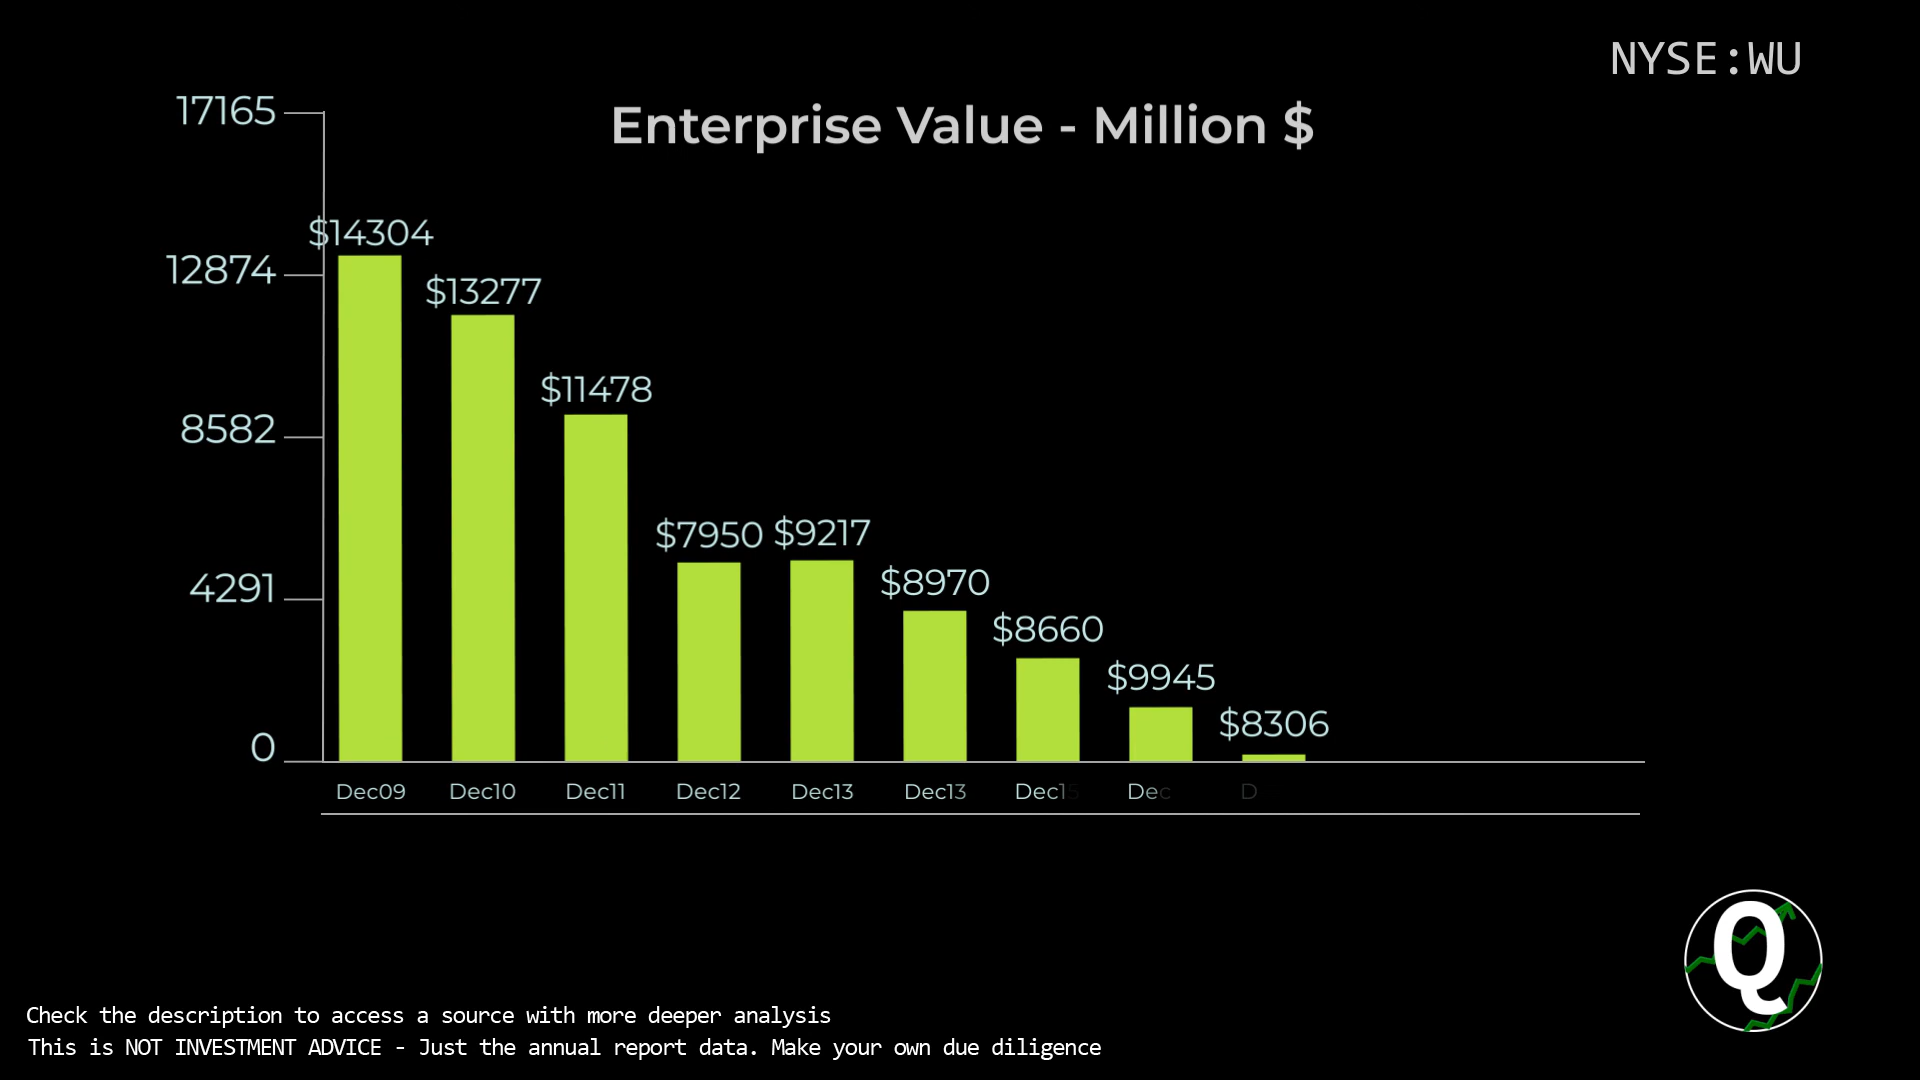 NYSE:WU
Enterprise Value - Million $
17165
12874
8582
4291
0
$14304
$13277
$11478
$7950
$9217
$8970
$8660
$9945
$8306
Dec09
Dec10
Dec11
Dec12
Dec13
Dec13
Dec15
Dec
D
Q
Check the description to access a source with more deeper analysis
This is NOT INVESTMENT ADVICE - Just the annual report data. Make your own due diligence